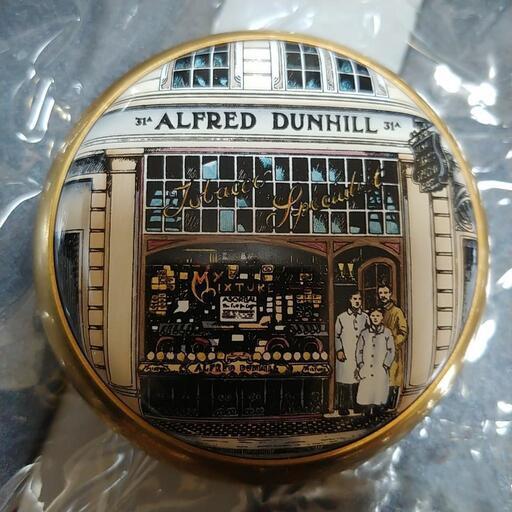 31A ALFRED DUNHILL 31A
Tobacco Specialist
MY
MIXTURE
ALFRED DUNHILL